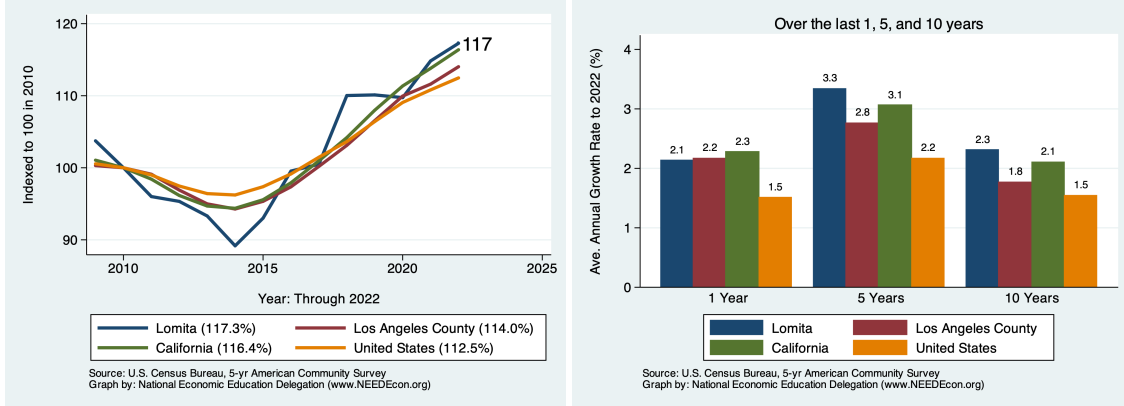 120
110
100
90
Indexed to 100 in 2010
117
2010
2015
2020
2025
Year: Through 2022
Lomita (117.3%)
Los Angeles County (114.0%)
California (116.4%)
United States (112.5%)
Source: U.S. Census Bureau, 5-yr American Community Survey
Graph by: National Economic Education Delegation (www.NEEDEcon.org)
Over the last 1, 5, and 10 years
4
3
2
1
0
Ave. Annual Growth Rate to 2022 (%)
2.1
2.2
2.3
1.5
3.3
2.8
3.1
2.2
2.3
1.8
2.1
1.5
1 Year
5 Years
10 Years
Lomita
Los Angeles County
California
United States
Source: U.S. Census Bureau, 5-yr American Community Survey
Graph by: National Economic Education Delegation (www.NEEDEcon.org)